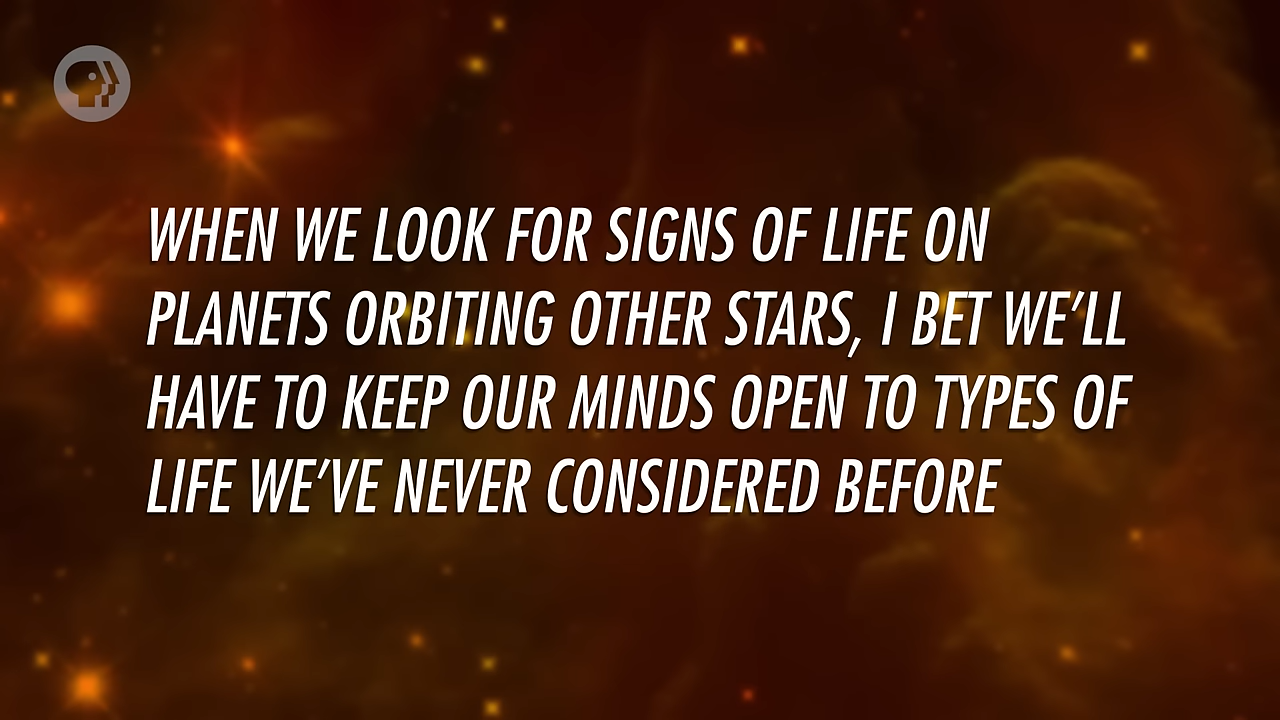 WHEN WE LOOK FOR SIGNS OF LIFE ON
PLANETS ORBITING OTHER STARS, I BET WE’LL
HAVE TO KEEP OUR MINDS OPEN TO TYPES OF
LIFE WE’VE NEVER CONSIDERED BEFORE